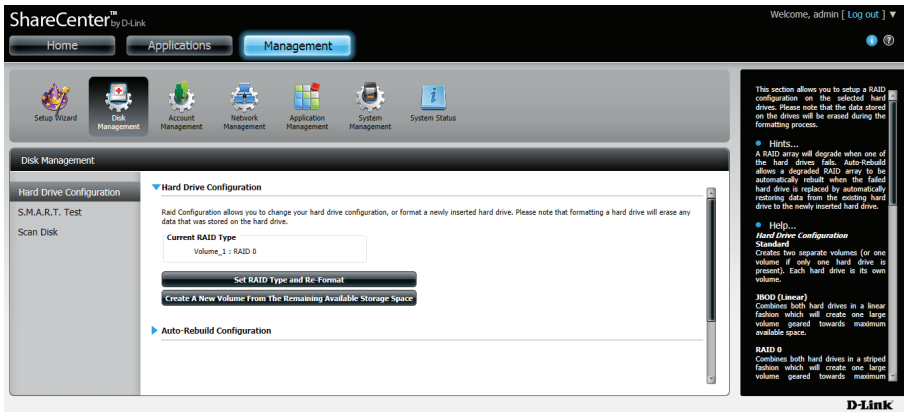 ShareCenter™ by D-Link
Welcome, admin [ Log out ] ▼
Home Applications Management
Setup Wizard
Disk Management
Account Management
Network Management
Application Management
System Management
System Status
Disk Management
Hard Drive Configuration
S.M.A.R.T. Test
Scan Disk
Hard Drive Configuration
Raid Configuration allows you to change your hard drive configuration, or format a newly inserted hard drive. Please note that formatting a hard drive will erase any
data that was stored on the hard drive.
Current RAID Type
Volume_1 : RAID 0
Set RAID Type and Re-Format
Create A New Volume From The Remaining Available Storage Space
Auto-Rebuild Configuration
This section allows you to setup a RAID
configuration on the selected hard
drives. Please note that the data stored
on the drives will be erased during the
formatting process.
Hints...
A RAID array will degrade when one of
the hard drives fails. Auto-Rebuild
allows a degraded RAID array to be
automatically rebuilt when the failed
hard drive is replaced by automatically
restoring data from the existing hard
drive to the newly inserted hard drive.
Help...
Hard Drive Configuration
Standard
Creates two separate volumes (or one
volume if only one hard drive is
present). Each hard drive is its own
volume.
JBOD (Linear)
Combines both hard drives in a linear
fashion which will create one large
volume geared towards maximum
available space.
RAID 0
Combines both hard drives in a striped
fashion which will create one large
volume geared towards maximum
D-Link